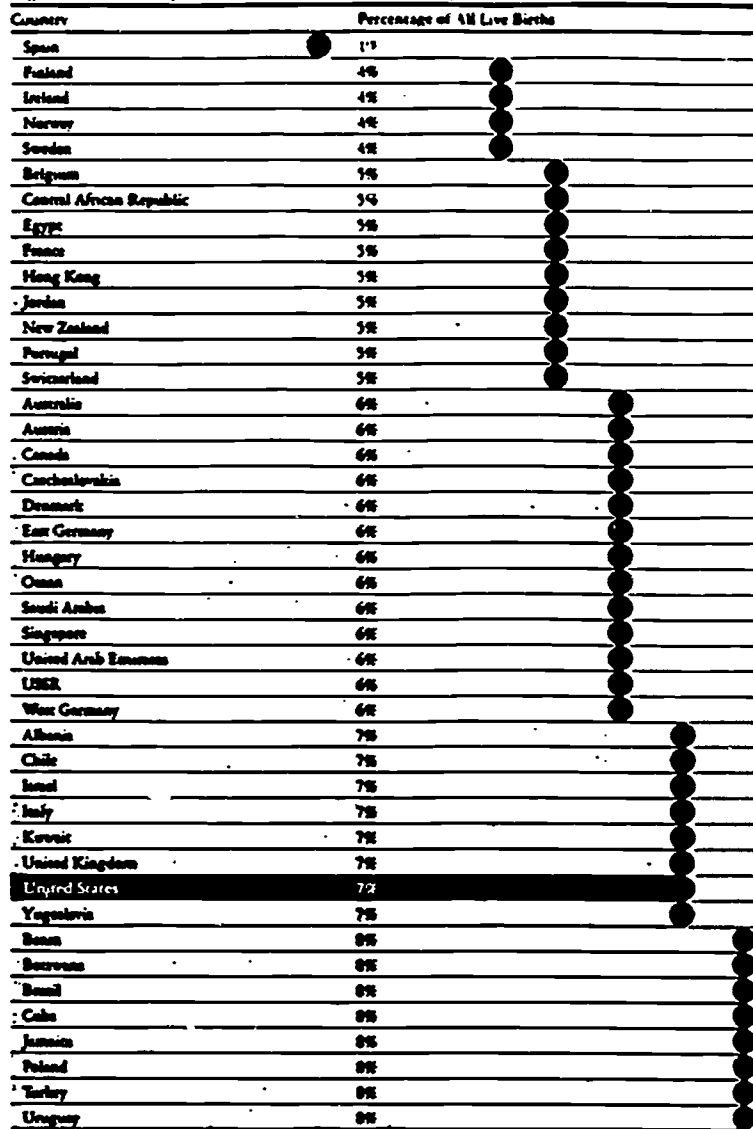 Country Percentage of All Live Births
Spain 1%
Finland 4%
Ireland 4%
Norway 4%
Sweden 4%
Belgium 5%
Central African Republic 5%
Egypt 5%
France 5%
Hong Kong 5%
Jordan 5%
New Zealand 5%
Portugal 5%
Switzerland 5%
Australia 6%
Austria 6%
Canada 6%
Czechoslovakia 6%
Denmark 6%
East Germany 6%
Hungary 6%
Oman 6%
Saudi Arabia 6%
Singapore 6%
United Arab Emirates 6%
USSR 6%
West Germany 6%
Albania 7%
Chile 7%
Israel 7%
Italy 7%
Kuwait 7%
United Kingdom 7%
United States 7%
Yugoslavia 7%
8%
Botswana 8%
Brazil 8%
Cuba 8%
Jamaica 8%
Poland 8%
Turkey 8%
Uruguay 8%